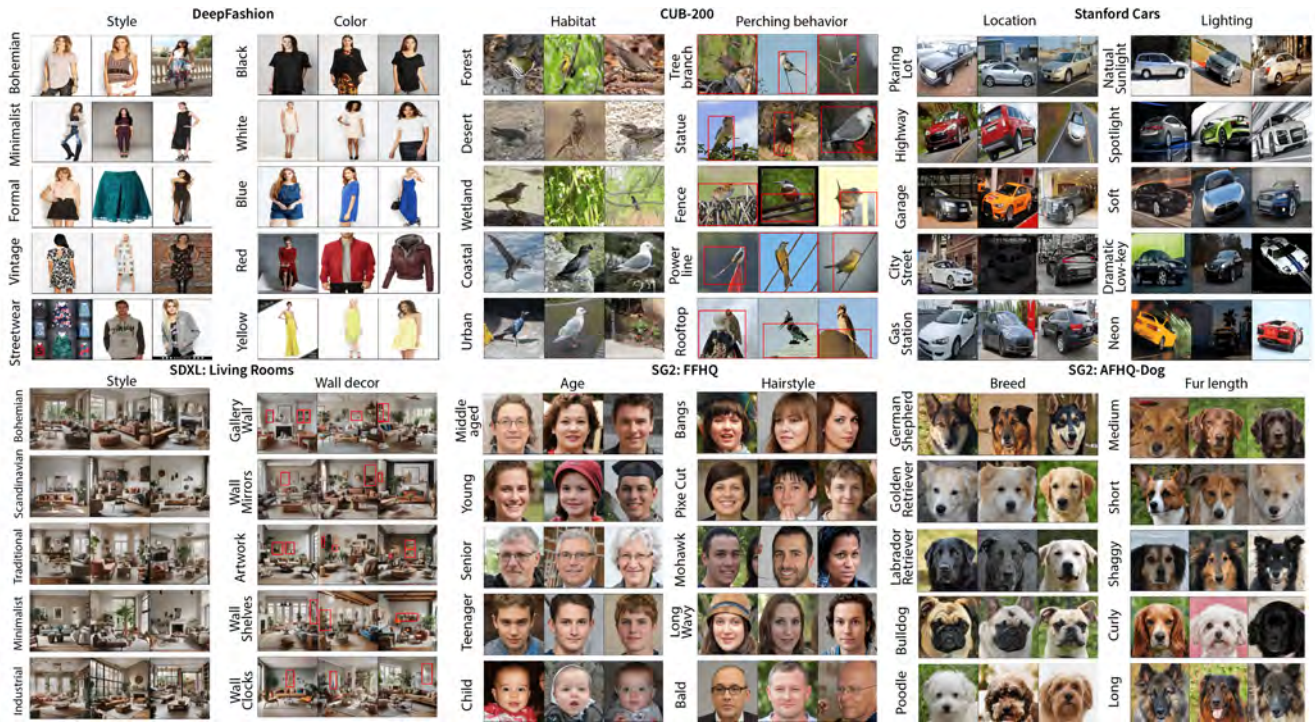 DeepFashion
Style
Color
Bohemian
Minimalist
Formal
Vintage
Streetwear
Black
White
Blue
Red
Yellow
CUB-200
Habitat
Perching behavior
Forest
Desert
Wetland
Coastal
Urban
Tree
branch
Statue
Fence
Power
line
Rooftop
Stanford Cars
Location
Lighting
Pkaring
Lot
Highway
Garage
City
Street
Gas
Station
Natual
Sunlight
Spotlight
Soft
Dramatic
Low-key
Neon
SDXL: Living Rooms
Style
Wall decor
Bohemian
Scandinavian
Traditional
Minimalist
Industrial
Gallery
Wall
Wall
Mirrors
Artwork
Wall
Shelves
Wall
Clocks
SG2: FFHQ
Age
Hairstyle
Middle
aged
Young
Senior
Teenager
Child
Bangs
Pixe Cut
Mohawk
Long
Wavy
Bald
SG2: AFHQ-Dog
Breed
Fur length
German
Shepherd
Golden
Retriever
Labrador
Retriever
Bulldog
Poodle
Medium
Short
Shaggy
Curly
Long